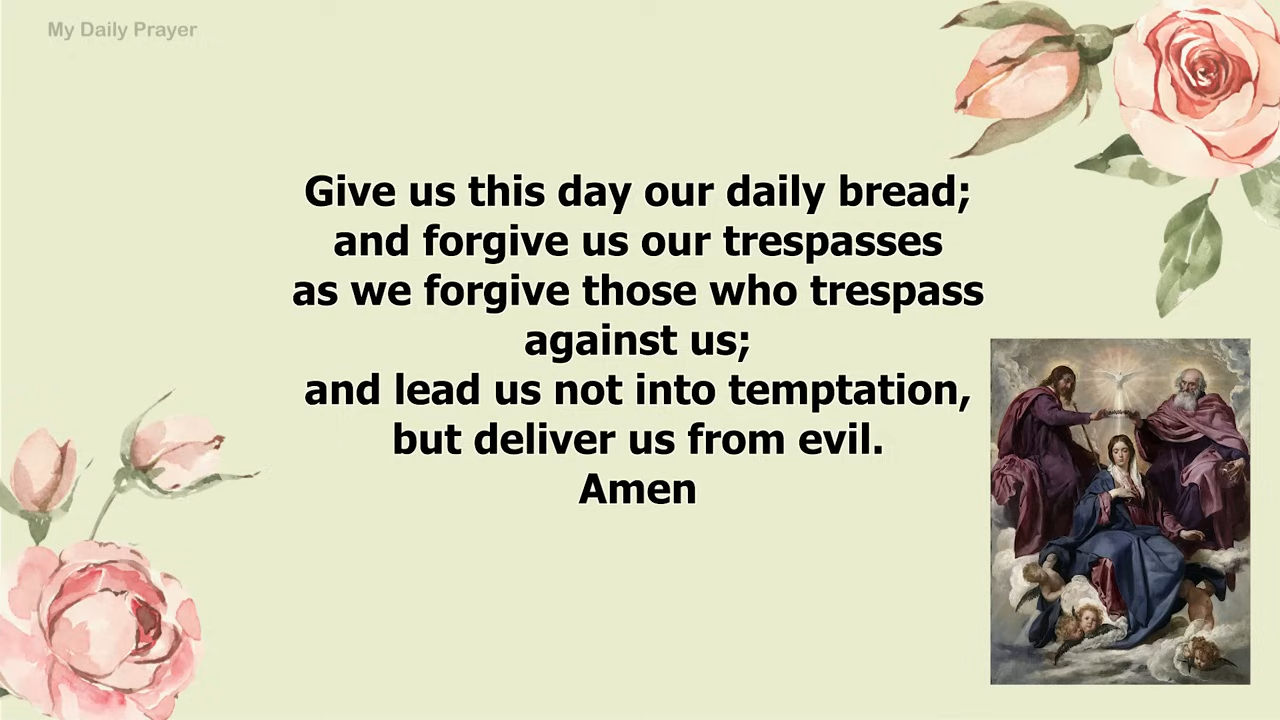 My Daily Prayer
Give us this day our daily bread;
and forgive us our trespasses
as we forgive those who trespass
against us;
and lead us not into temptation,
but deliver us from evil.
Amen